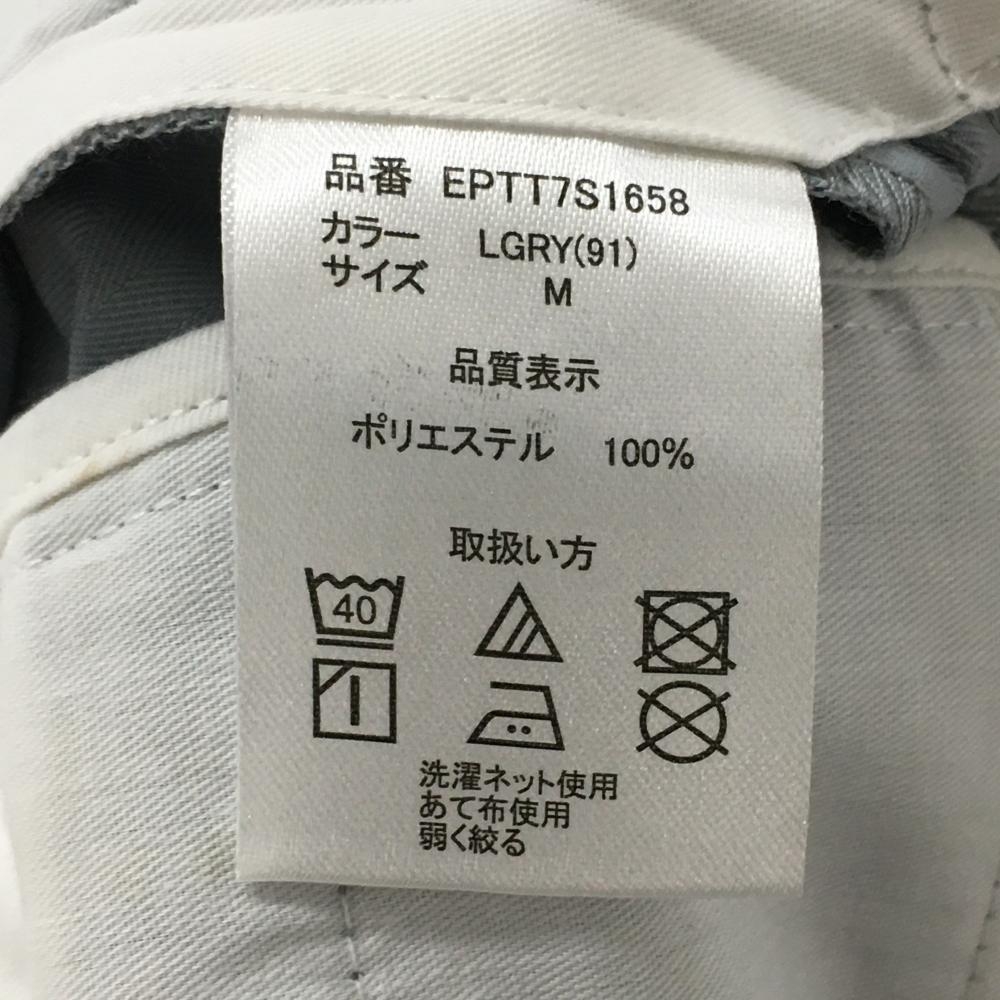 品番 EPTT7S1658
カラー LGRY(91)
サイズ M
品質表示
ポリエステル 100%
取扱い方
40
洗濯ネット使用
あて布使用
弱く絞る